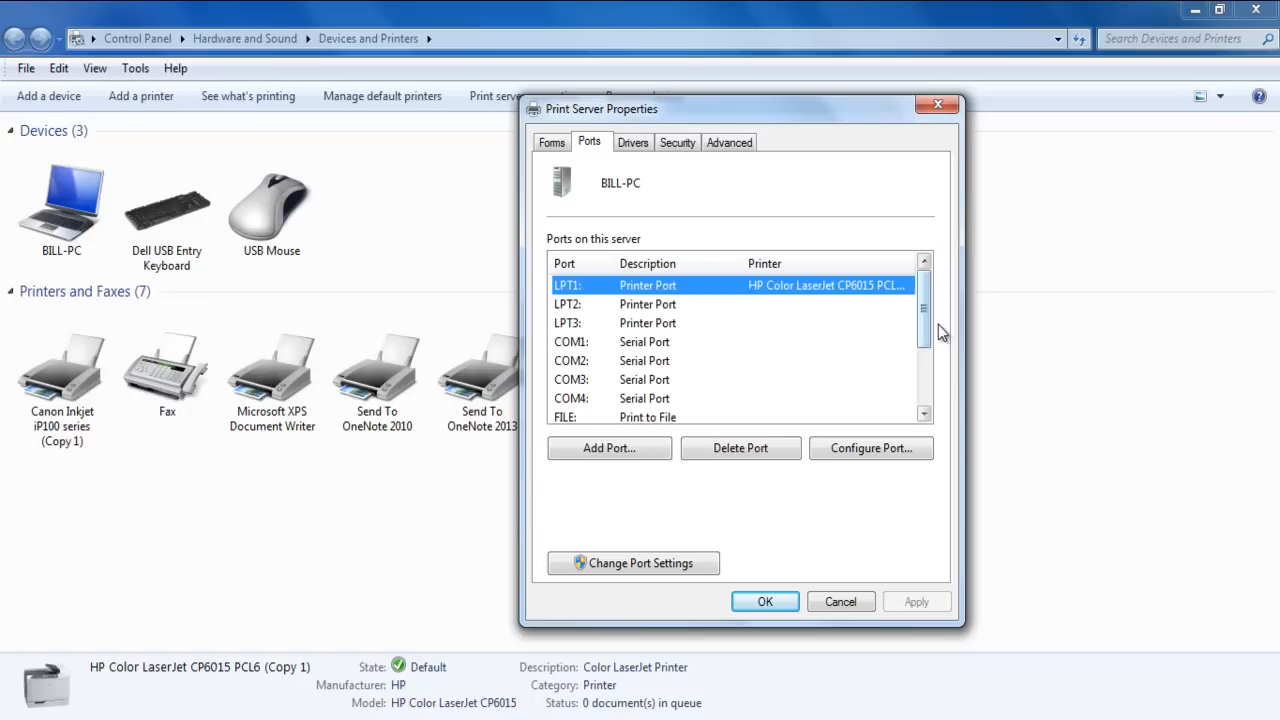 Control Panel
Hardware and Sound
Devices and Printers
Search Devices and Printers
File Edit View Tools Help
Add a device
Add a printer
See what's printing
Manage default printers
Print serv
Devices (3)
BILL-PC
Dell USB Entry
Keyboard
USB Mouse
Printers and Faxes (7)
Canon Inkjet
iP100 series
(Copy 1)
Fax
Microsoft XPS
Document Writer
Send To
OneNote 2010
Send To
OneNote 2013
Print Server Properties
Forms Ports Drivers Security Advanced
BILL-PC
Ports on this server
Port Description Printer
LPT1: Printer Port HP Color LaserJet CP6015 PCL...
LPT2: Printer Port
LPT3: Printer Port
COM1: Serial Port
COM2: Serial Port
COM3: Serial Port
COM4: Serial Port
FILE: Print to File
Add Port... Delete Port Configure Port...
Change Port Settings
OK Cancel Apply
HP Color LaserJet CP6015 PCL6 (Copy 1)
State: Default
Manufacturer: HP
Model: HP Color LaserJet CP6015
Description: Color LaserJet Printer
Category: Printer
Status: 0 document(s) in queue